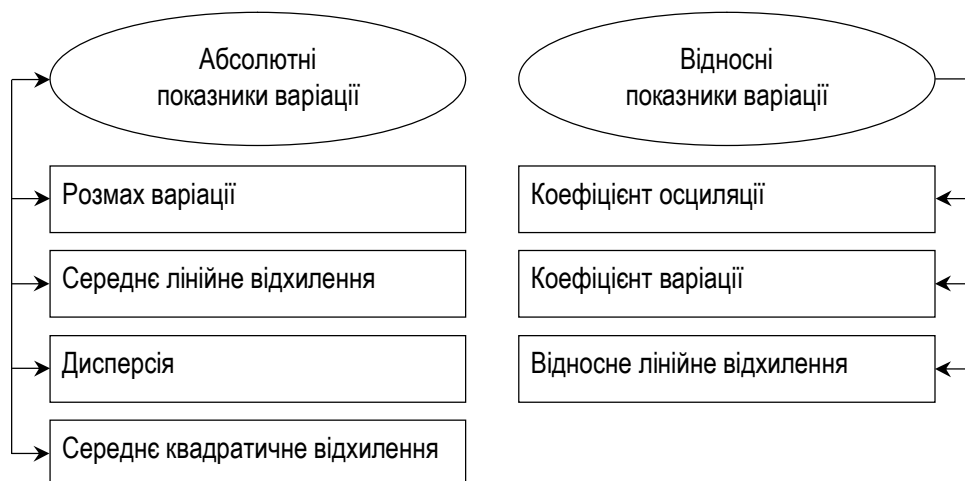 Абсолютні
показники варіації
Розмах варіації
Середнє лінійне відхилення
Дисперсія
Середнє квадратичне відхилення
Відносні
показники варіації
Коефіцієнт осциляції
Коефіцієнт варіації
Відносне лінійне відхилення